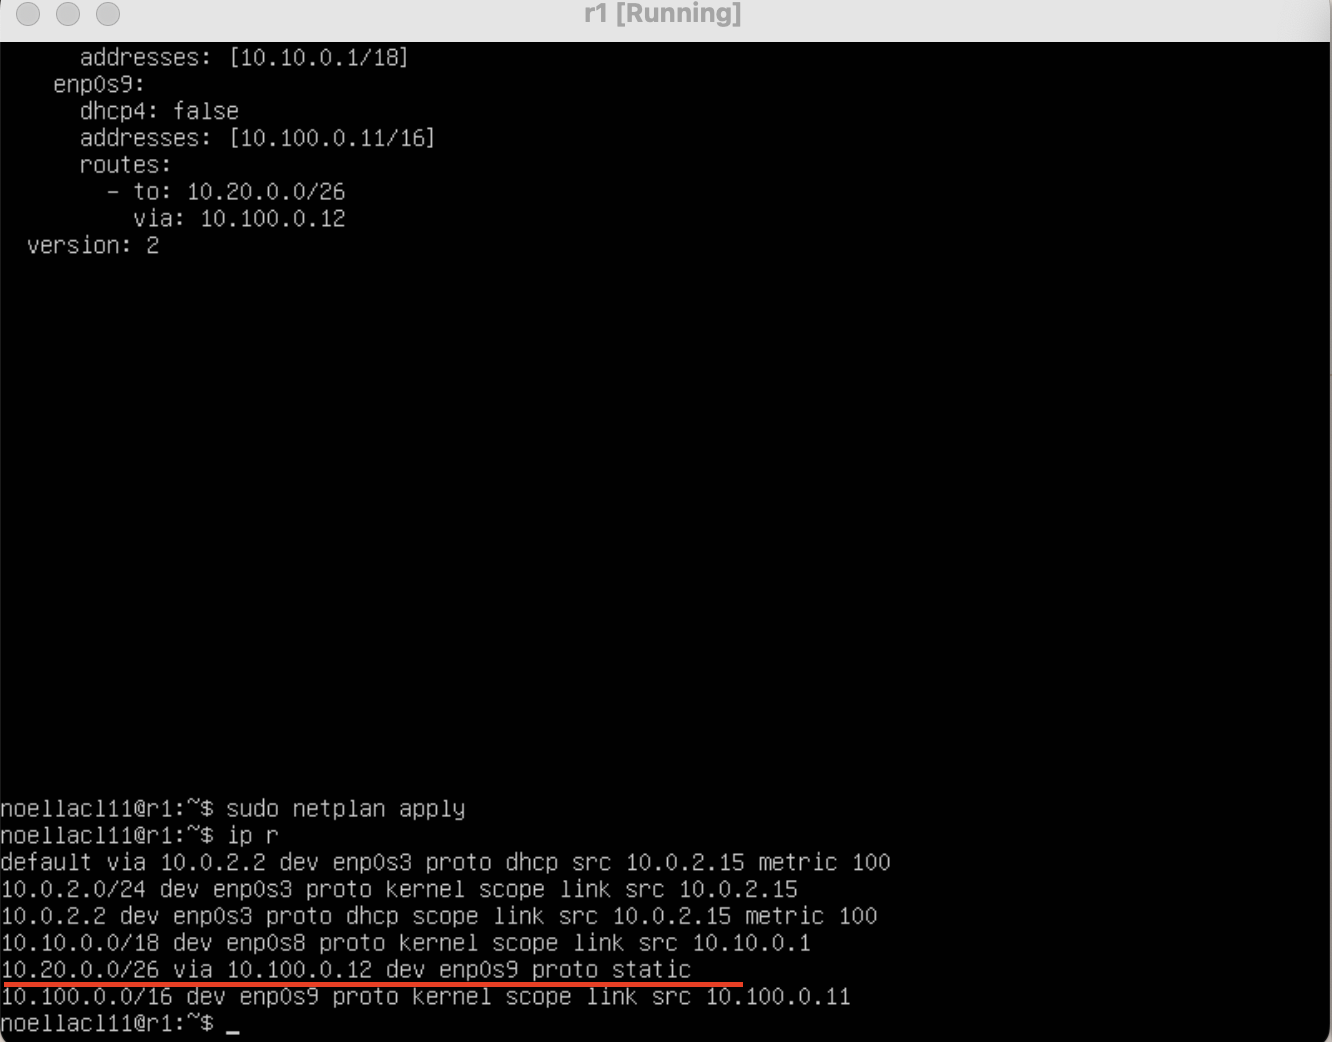 r1 [Running]
addresses: [10.10.0.1/18]
enp0s9:
dhcp4: false
addresses: [10.100.0.11/16]
routes:
- to: 10.20.0.0/26
via: 10.100.0.12
version: 2
noellacl11@r1:~$ sudo netplan apply
noellacl11@r1:~$ ip r
default via 10.0.2.2 dev enp0s3 proto dhcp src 10.0.2.15 metric 100
10.0.2.0/24 dev enp0s3 proto kernel scope link src 10.0.2.15
10.0.2.2 dev enp0s3 proto dhcp scope link src 10.0.2.15 metric 100
10.10.0.0/18 dev enp0s8 proto kernel scope link src 10.10.0.1
10.20.0.0/26 via 10.100.0.12 dev enp0s9 proto static
10.100.0.0/16 dev enp0s9 proto kernel scope link src 10.100.0.11
noellacl11@r1:~$ _